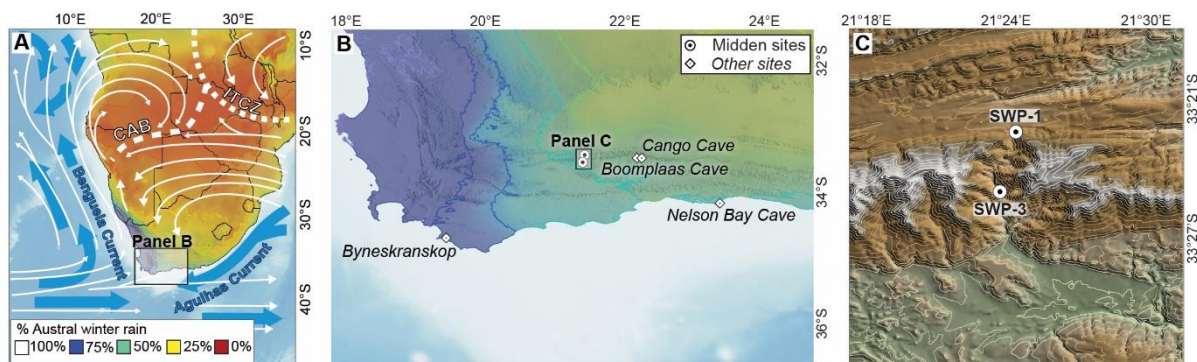 10°E 20°E 30°E
A
10°S
20°S
30°S
40°S
ITCZ
CAB
Benguela Current
Panel B
Agulhas Current
% Austral winter rain
100% 75% 50% 25% 0%
18°E 20°E 22°E 24°E
B
Midden sites
Other sites
32°S
34°S
36°S
Panel C
Cango Cave
Boomplaas Cave
Nelson Bay Cave
Byneskranskop
21°18'E 21°24'E 21°30'E
C
33°21'S
33°27'S
SWP-1
SWP-3